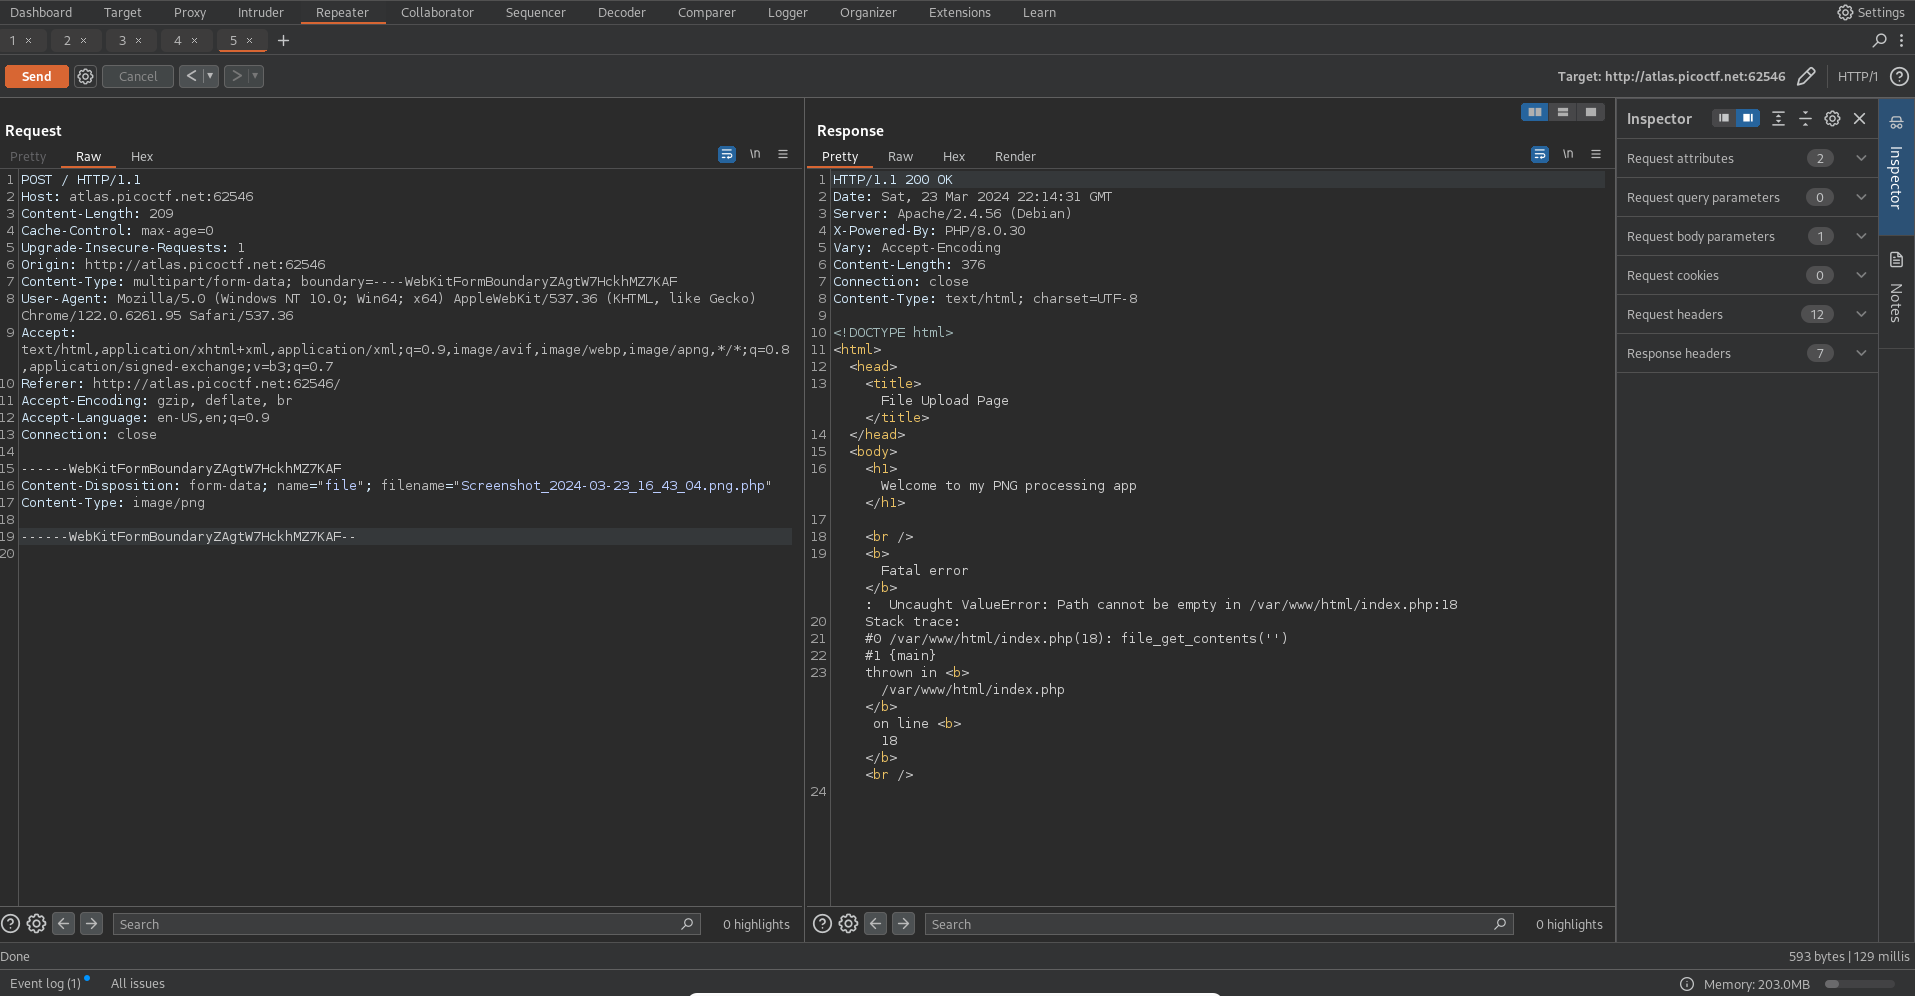 Dashboard Target Proxy Intruder Repeater Collaborator Sequencer Decoder Comparer Logger Organizer Extensions Learn Settings
1 × 2 × 3 × 4 × 5 × +
Send Cancel < > Target: http://atlas.picoctf.net:62546 HTTP/1
Request
Pretty Raw Hex \n
1 POST / HTTP/1.1
2 Host: atlas.picoctf.net:62546
3 Content-Length: 209
4 Cache-Control: max-age=0
5 Upgrade-Insecure-Requests: 1
6 Origin: http://atlas.picoctf.net:62546
7 Content-Type: multipart/form-data; boundary=----WebKitFormBoundaryZAgtW7HckhMZ7KAF
8 User-Agent: Mozilla/5.0 (Windows NT 10.0; Win64; x64) AppleWebKit/537.36 (KHTML, like Gecko)
Chrome/122.0.6261.95 Safari/537.36
9 Accept:
text/html,application/xhtml+xml,application/xml;q=0.9,image/avif,image/webp,image/apng,*/*;q=0.8
,application/signed-exchange;v=b3;q=0.7
10 Referer: http://atlas.picoctf.net:62546/
11 Accept-Encoding: gzip, deflate, br
12 Accept-Language: en-US,en;q=0.9
13 Connection: close
14
15 ------WebKitFormBoundaryZAgtW7HckhMZ7KAF
16 Content-Disposition: form-data; name="file"; filename="Screenshot_2024-03-23_16_43_04.png.php"
17 Content-Type: image/png
18
19 ------WebKitFormBoundaryZAgtW7HckhMZ7KAF--
20
Search 0 highlights
Response
Pretty Raw Hex Render \n
1 HTTP/1.1 200 OK
2 Date: Sat, 23 Mar 2024 22:14:31 GMT
3 Server: Apache/2.4.56 (Debian)
4 X-Powered-By: PHP/8.0.30
5 Vary: Accept-Encoding
6 Content-Length: 376
7 Connection: close
8 Content-Type: text/html; charset=UTF-8
9
10 <!DOCTYPE html>
11 <html>
12 <head>
13 <title>
File Upload Page
</title>
14 </head>
15 <body>
16 <h1>
Welcome to my PNG processing app
</h1>
17
18 <br />
19 <b>
Fatal error
</b>
:  Uncaught ValueError: Path cannot be empty in /var/www/html/index.php:18
20 Stack trace:
21 #0 /var/www/html/index.php(18): file_get_contents('')
22 #1 {main}
23 thrown in <b>
/var/www/html/index.php
</b>
on line <b>
18
</b>
<br />
24
Search 0 highlights
Inspector
Request attributes 2
Request query parameters 0
Request body parameters 1
Request cookies 0
Request headers 12
Response headers 7
Inspector
Notes
Done 593 bytes | 129 millis
Event log (1) All issues Memory: 203.0MB